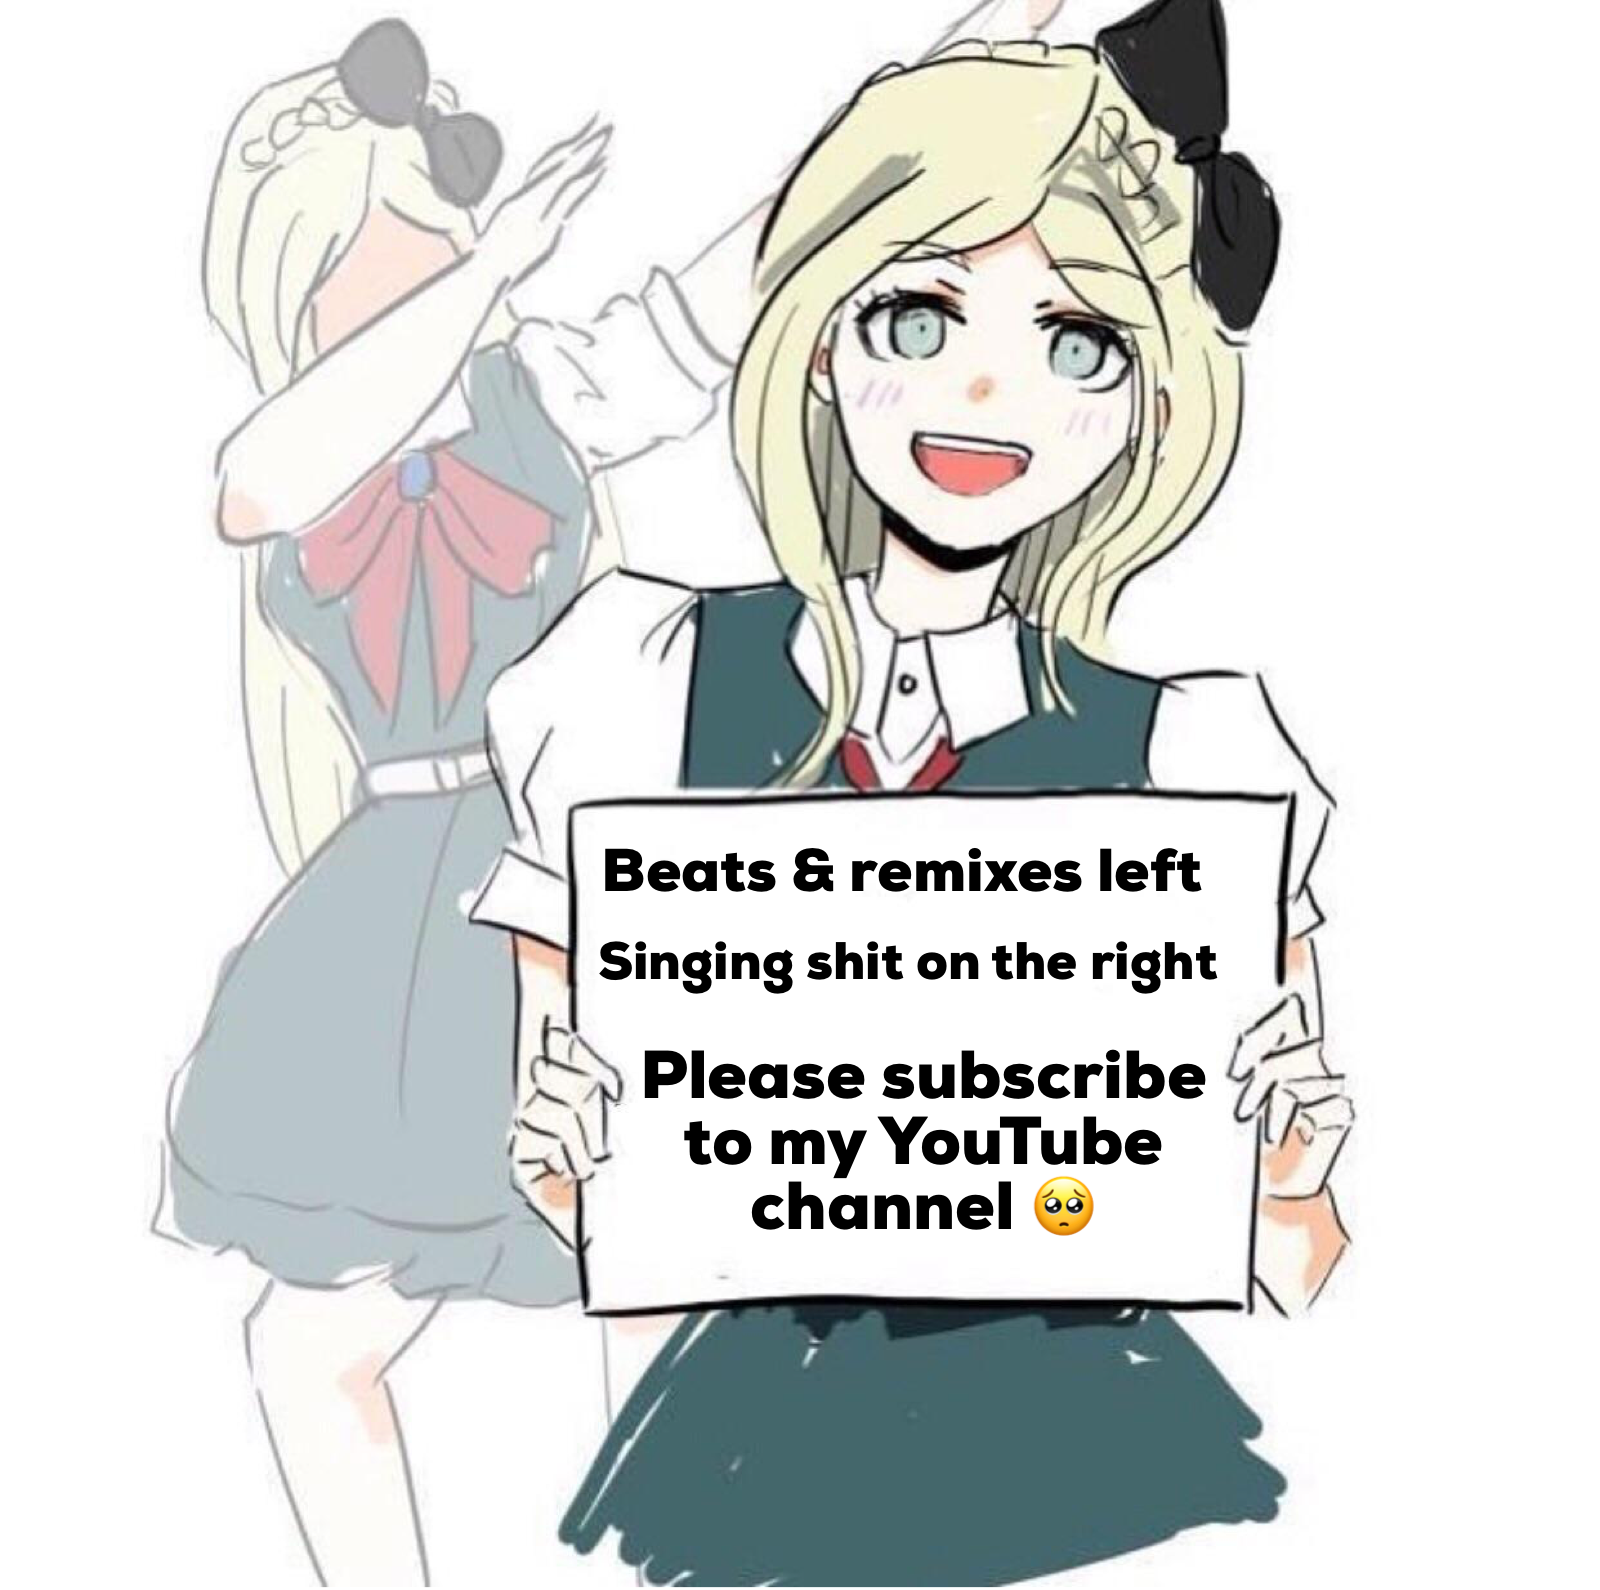 Beats & remixes left
Singing shit on the right
Please subscribe
to my YouTube
channel 🥺